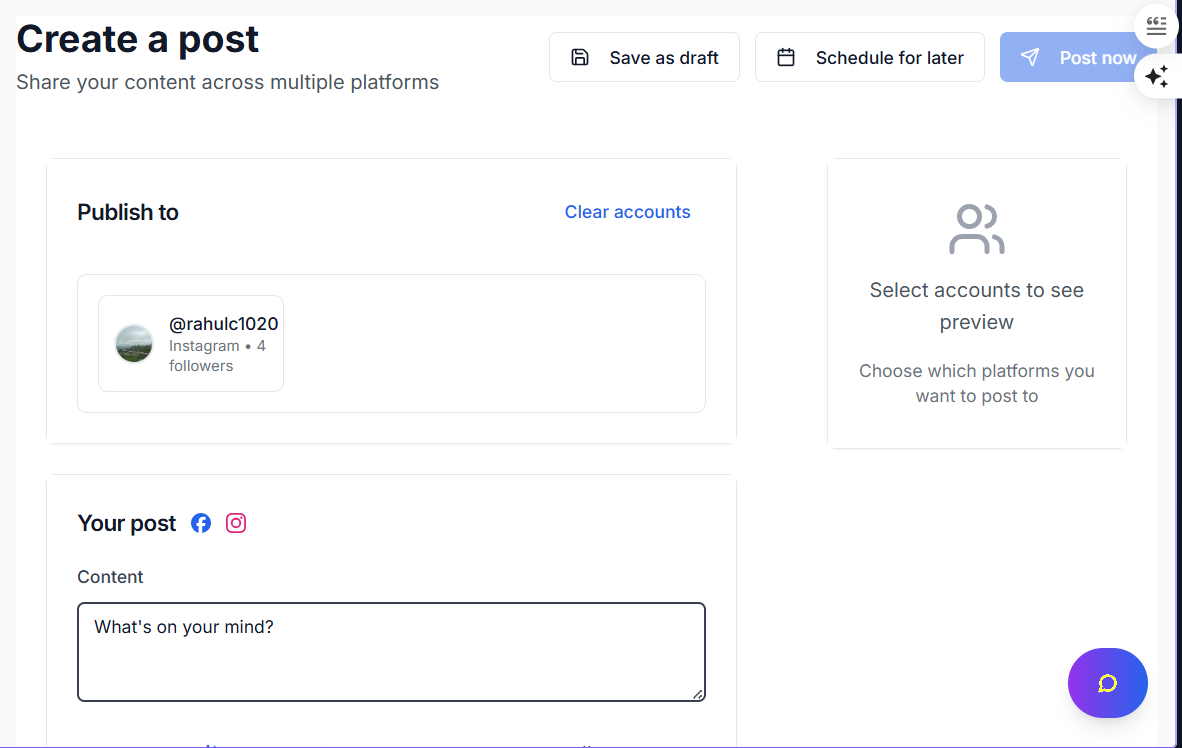 Create a post
Share your content across multiple platforms
Save as draft
Schedule for later
Post now
Publish to
Clear accounts
@rahulc1020
Instagram • 4
followers
Select accounts to see
preview
Choose which platforms you
want to post to
Your post
Content
What's on your mind?